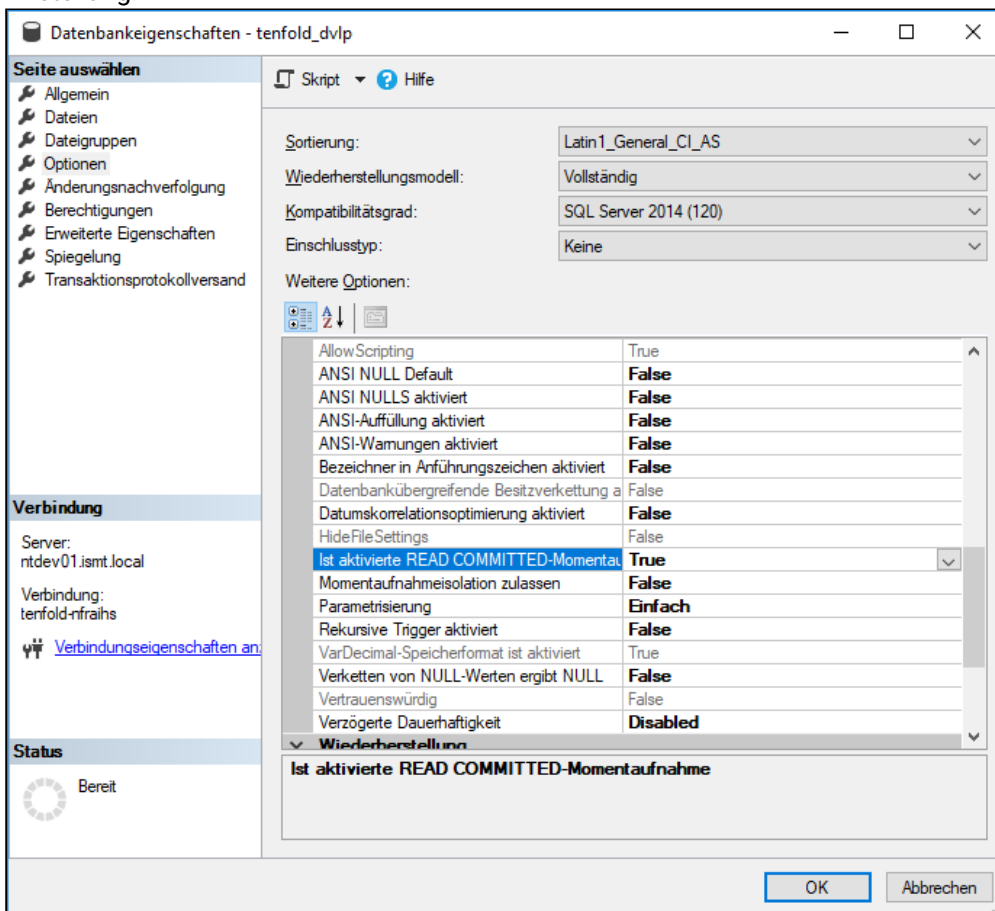 Datenbankeigenschaften - tenfold_dvlp
Seite auswählen
Allgemein
Dateien
Dateigruppen
Optionen
Änderungsnachverfolgung
Berechtigungen
Erweiterte Eigenschaften
Spiegelung
Transaktionsprotokollversand
Skript
Hilfe
Sortierung: Latin1_General_CI_AS
Wiederherstellungsmodell: Vollständig
Kompatibilitätsgrad: SQL Server 2014 (120)
Einschlusstyp: Keine
Weitere Optionen:
AllowScripting True
ANSI NULL Default False
ANSI NULLS aktiviert False
ANSI-Auffüllung aktiviert False
ANSI-Warnungen aktiviert False
Bezeichner in Anführungszeichen aktiviert False
Datenbankübergreifende Besitzverkettung a False
Datumskorrelationsoptimierung aktiviert False
HideFileSettings False
Ist aktivierte READ COMMITTED-Momentau True
Momentaufnahmeisolation zulassen False
Parametrisierung Einfach
Rekursive Trigger aktiviert False
VarDecimal-Speicherformat ist aktiviert True
Verketten von NULL-Werten ergibt NULL False
Vertrauenswürdig False
Verzögerte Dauerhaftigkeit Disabled
Wiederherstellung
Ist aktivierte READ COMMITTED-Momentaufnahme
Verbindung
Server:
ntdev01.ismt.local
Verbindung:
tenfold-nfraihs
Verbindungseigenschaften an
Status
Bereit
OK
Abbrechen